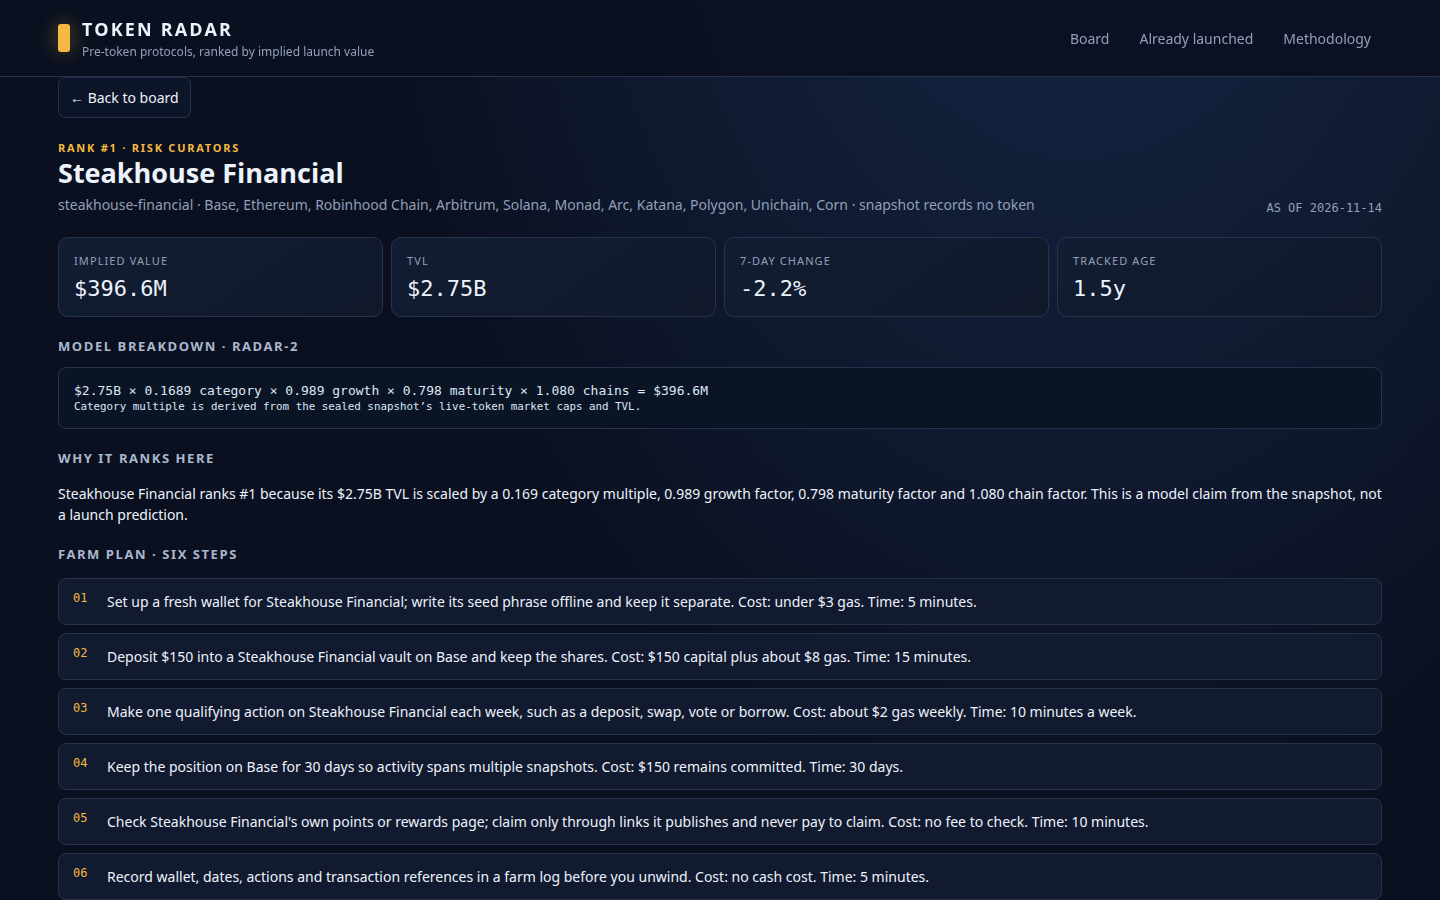 TOKEN RADAR
Pre-token protocols, ranked by implied launch value
Board
Already launched
Methodology
← Back to board
RANK #1 · RISK CURATORS
Steakhouse Financial
steakhouse-financial · Base, Ethereum, Robinhood Chain, Arbitrum, Solana, Monad, Arc, Katana, Polygon, Unichain, Corn · snapshot records no token
AS OF 2026-11-14
IMPLIED VALUE
$396.6M
TVL
$2.75B
7-DAY CHANGE
-2.2%
TRACKED AGE
1.5y
MODEL BREAKDOWN · RADAR-2
$2.75B × 0.1689 category × 0.989 growth × 0.798 maturity × 1.080 chains = $396.6M
Category multiple is derived from the sealed snapshot’s live-token market caps and TVL.
WHY IT RANKS HERE
Steakhouse Financial ranks #1 because its $2.75B TVL is scaled by a 0.169 category multiple, 0.989 growth factor, 0.798 maturity factor and 1.080 chain factor. This is a model claim from the snapshot, not
a launch prediction.
FARM PLAN · SIX STEPS
01
Set up a fresh wallet for Steakhouse Financial; write its seed phrase offline and keep it separate. Cost: under $3 gas. Time: 5 minutes.
02
Deposit $150 into a Steakhouse Financial vault on Base and keep the shares. Cost: $150 capital plus about $8 gas. Time: 15 minutes.
03
Make one qualifying action on Steakhouse Financial each week, such as a deposit, swap, vote or borrow. Cost: about $2 gas weekly. Time: 10 minutes a week.
04
Keep the position on Base for 30 days so activity spans multiple snapshots. Cost: $150 remains committed. Time: 30 days.
05
Check Steakhouse Financial's own points or rewards page; claim only through links it publishes and never pay to claim. Cost: no fee to check. Time: 10 minutes.
06
Record wallet, dates, actions and transaction references in a farm log before you unwind. Cost: no cash cost. Time: 5 minutes.